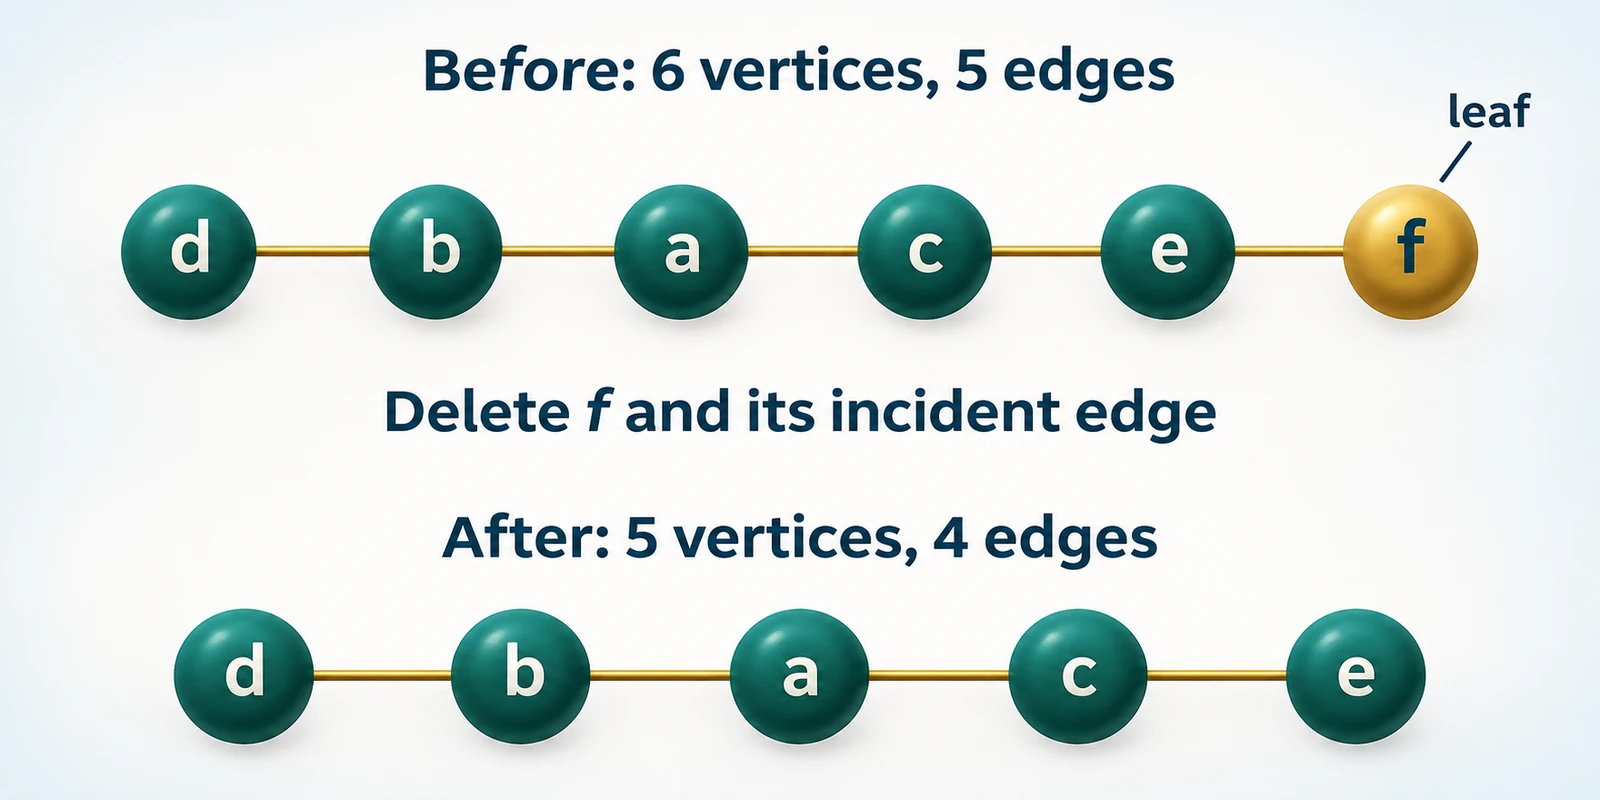 Before: 6 vertices, 5 edges
leaf
d b a c e f
Delete f and its incident edge
After: 5 vertices, 4 edges
d b a c e